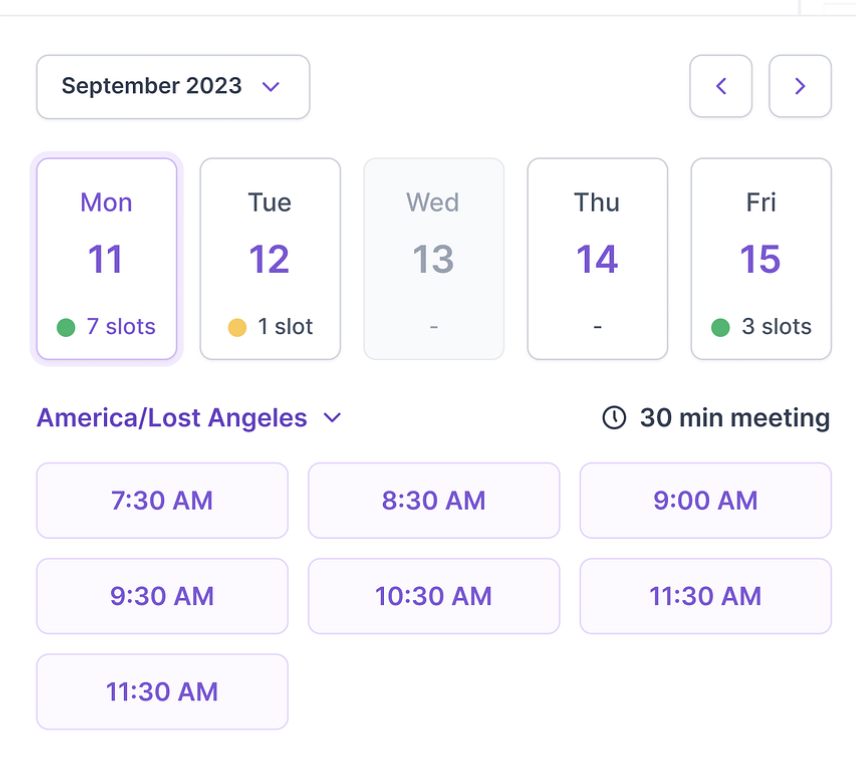 September 2023
Mon Tue Wed Thu Fri
11 12 13 14 15
7 slots 1 slot - - 3 slots
America/Lost Angeles 30 min meeting
7:30 AM 8:30 AM 9:00 AM
9:30 AM 10:30 AM 11:30 AM
11:30 AM